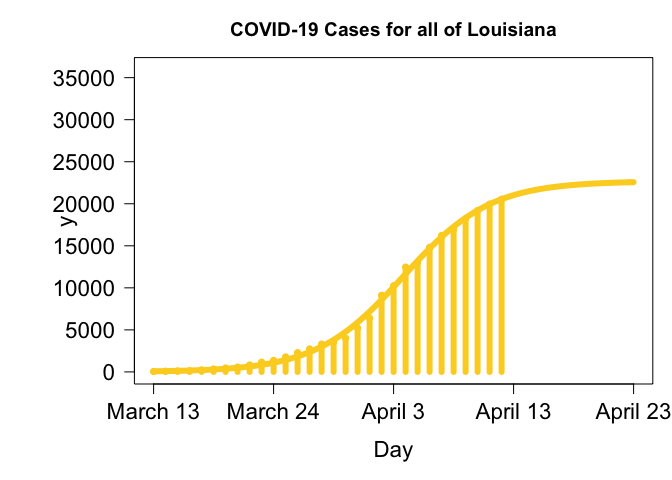 COVID-19 Cases for all of Louisiana
35000
30000
25000
20000
15000
10000
5000
0
y
March 13 March 24 April 3 April 13 April 23
Day